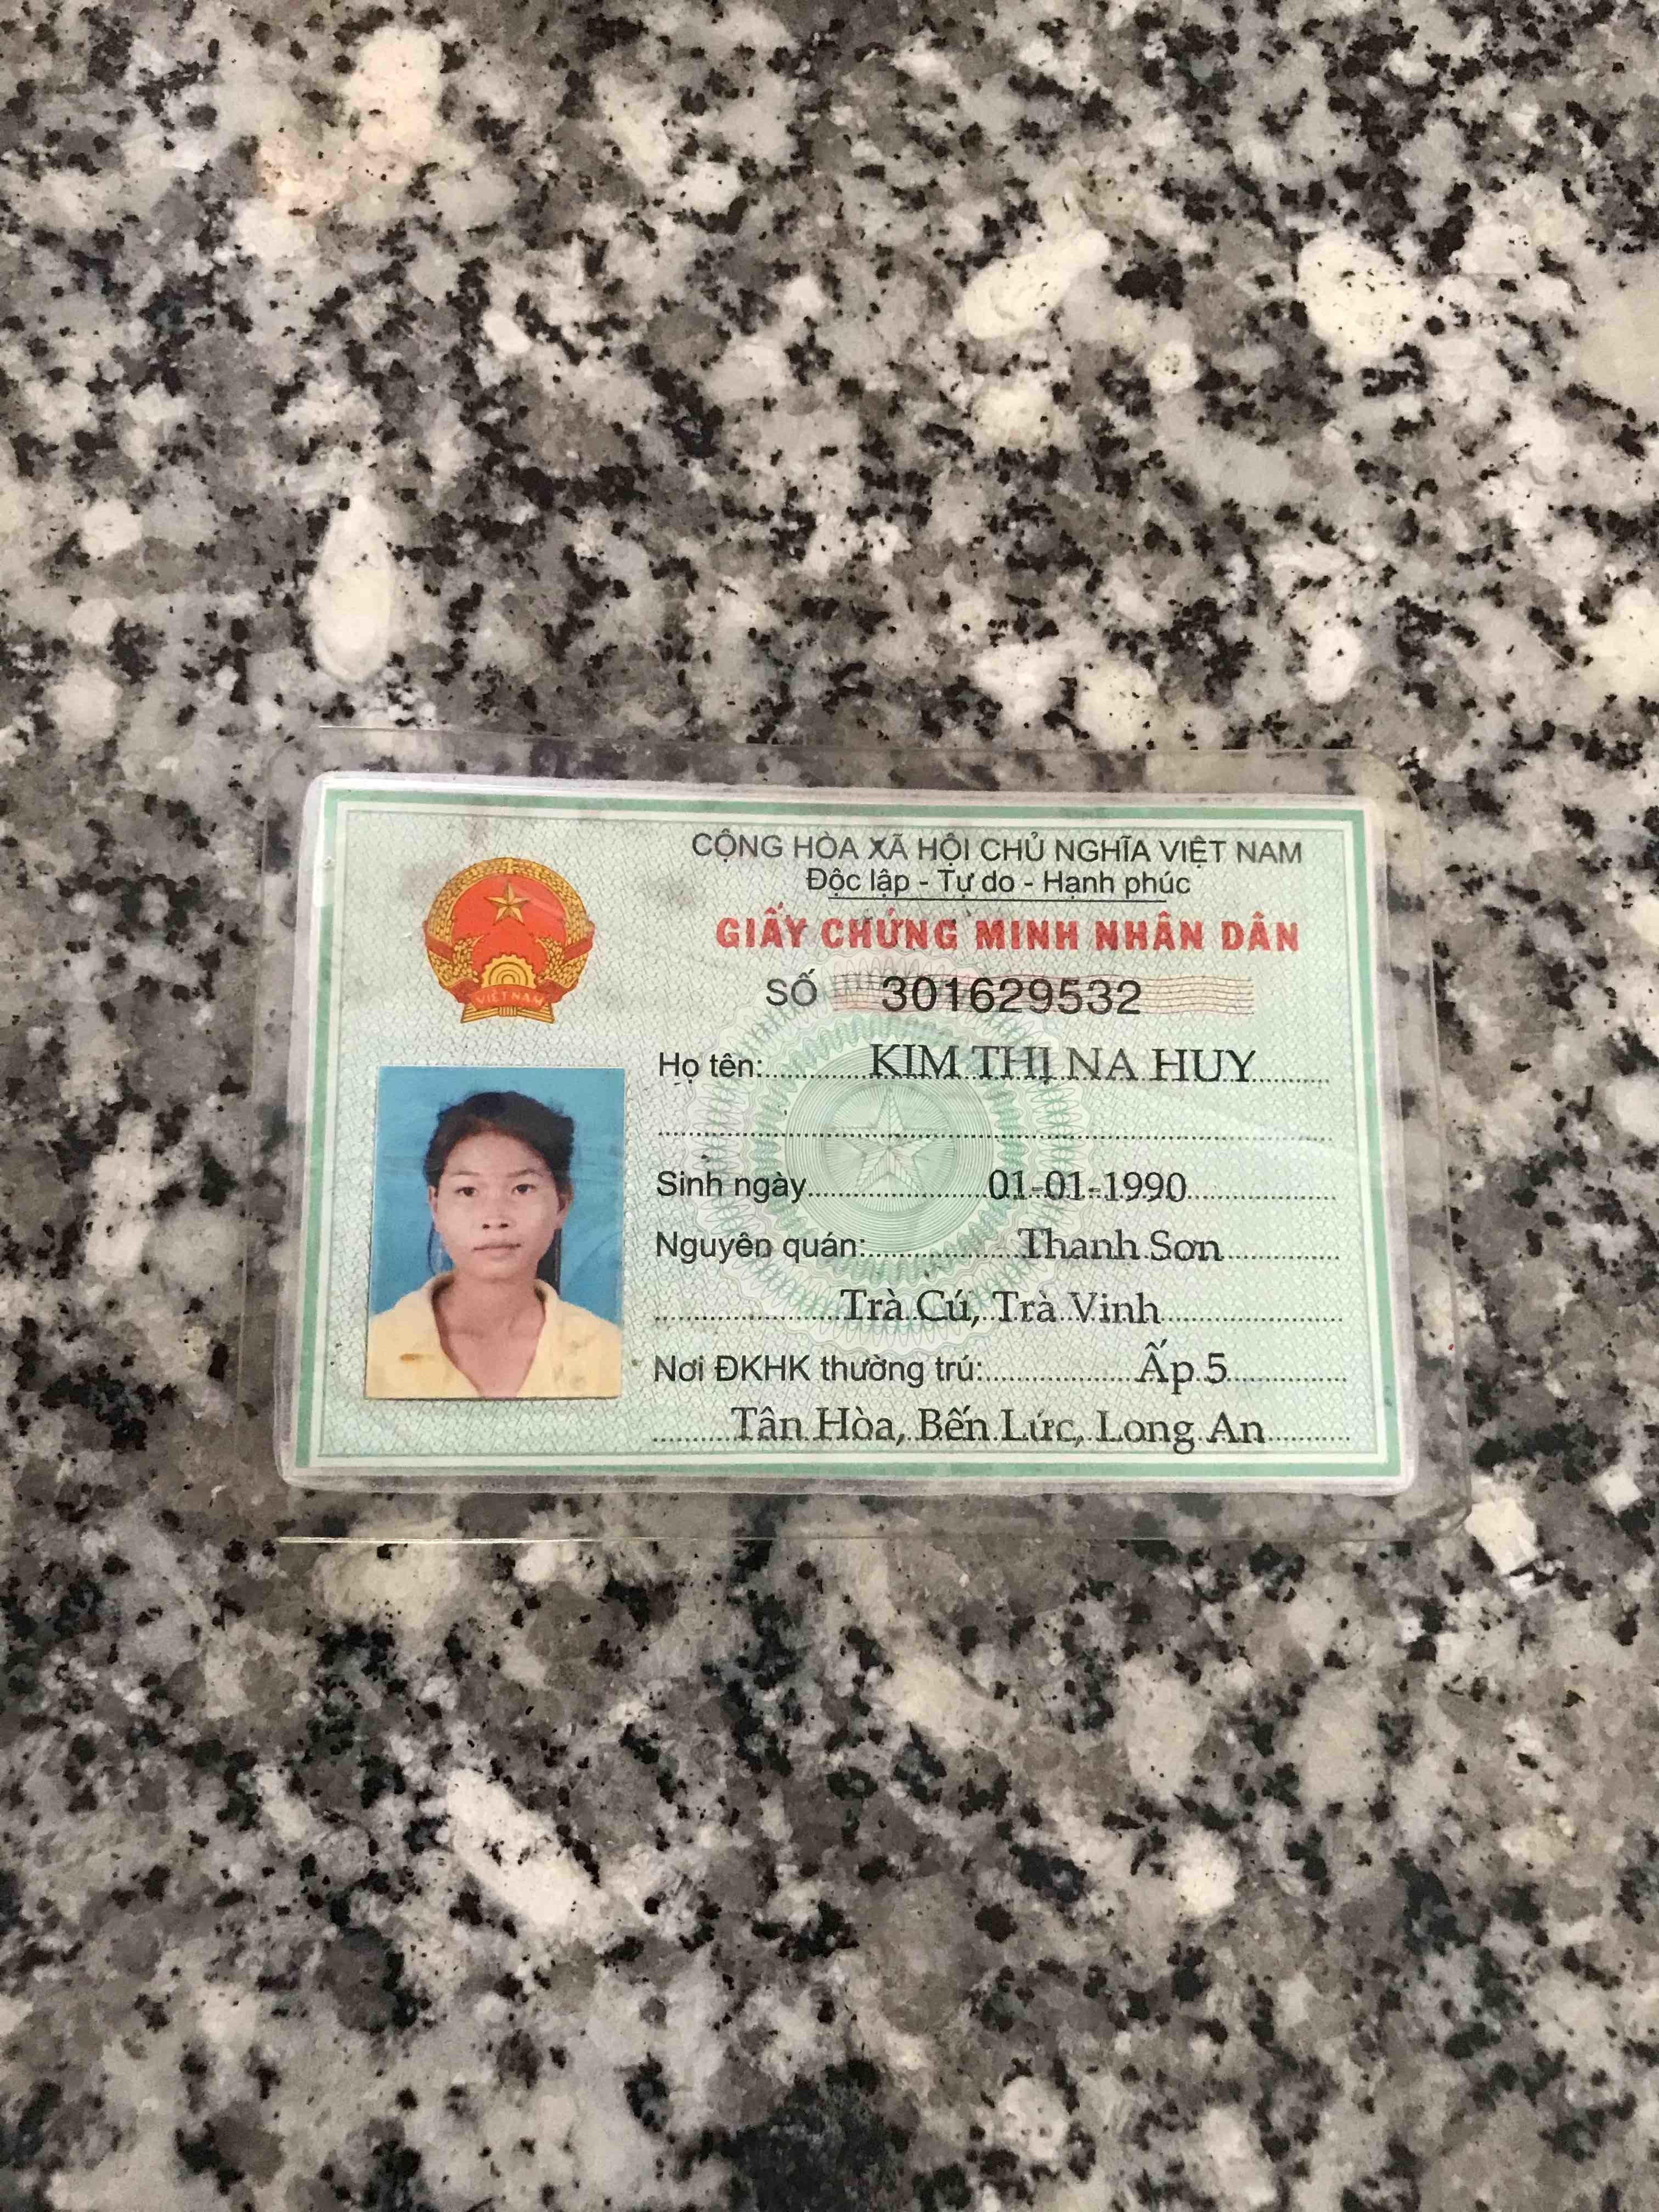 CỘNG HÒA XÃ HỘI CHỦ NGHĨA VIỆT NAM
Độc lập - Tự do - Hạnh phúc
GIẤY CHỨNG MINH NHÂN DÂN
SỐ 301629532
VIỆT NAM
Họ tên: KIM THỊ NA HUY
Sinh ngày 01-01-1990
Nguyên quán: Thanh Sơn
Trà Cú, Trà Vinh
Nơi ĐKHK thường trú: Ấp 5
Tân Hòa, Bến Lức, Long An